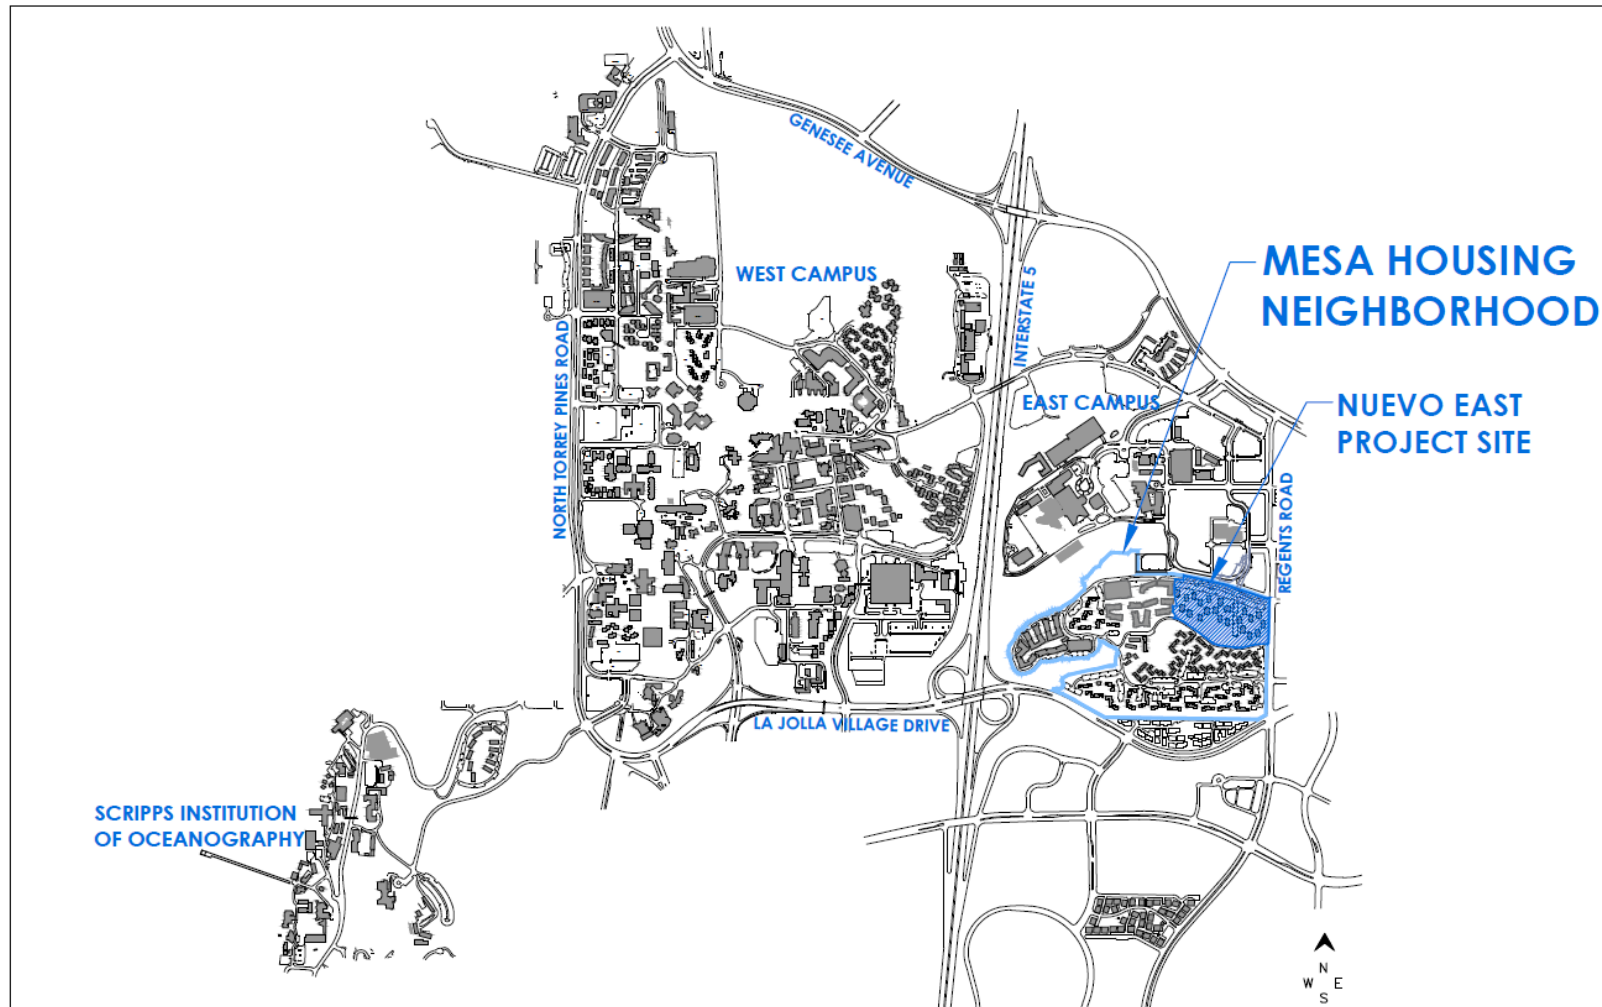 GENESEE AVENUE
MESA HOUSING
NEIGHBORHOOD
WEST CAMPUS
INTERSTATE 5
NORTH TORREY PINES ROAD
EAST CAMPUS
NUEVO EAST
PROJECT SITE
REGENTS ROAD
LA JOLLA VILLAGE DRIVE
SCRIPPS INSTITUTION
OF OCEANOGRAPHY
N
W E
S